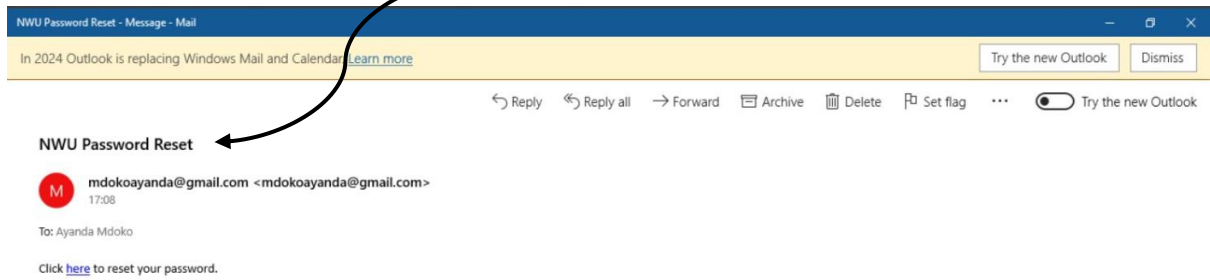 NWU Password Reset - Message - Mail
In 2024 Outlook is replacing Windows Mail and Calendar. Learn more Try the new Outlook Dismiss
Reply Reply all Forward Archive Delete Set flag ... Try the new Outlook
NWU Password Reset
M mdokoayanda@gmail.com <mdokoayanda@gmail.com>
17:08
To: Ayanda Mdoko
Click here to reset your password.